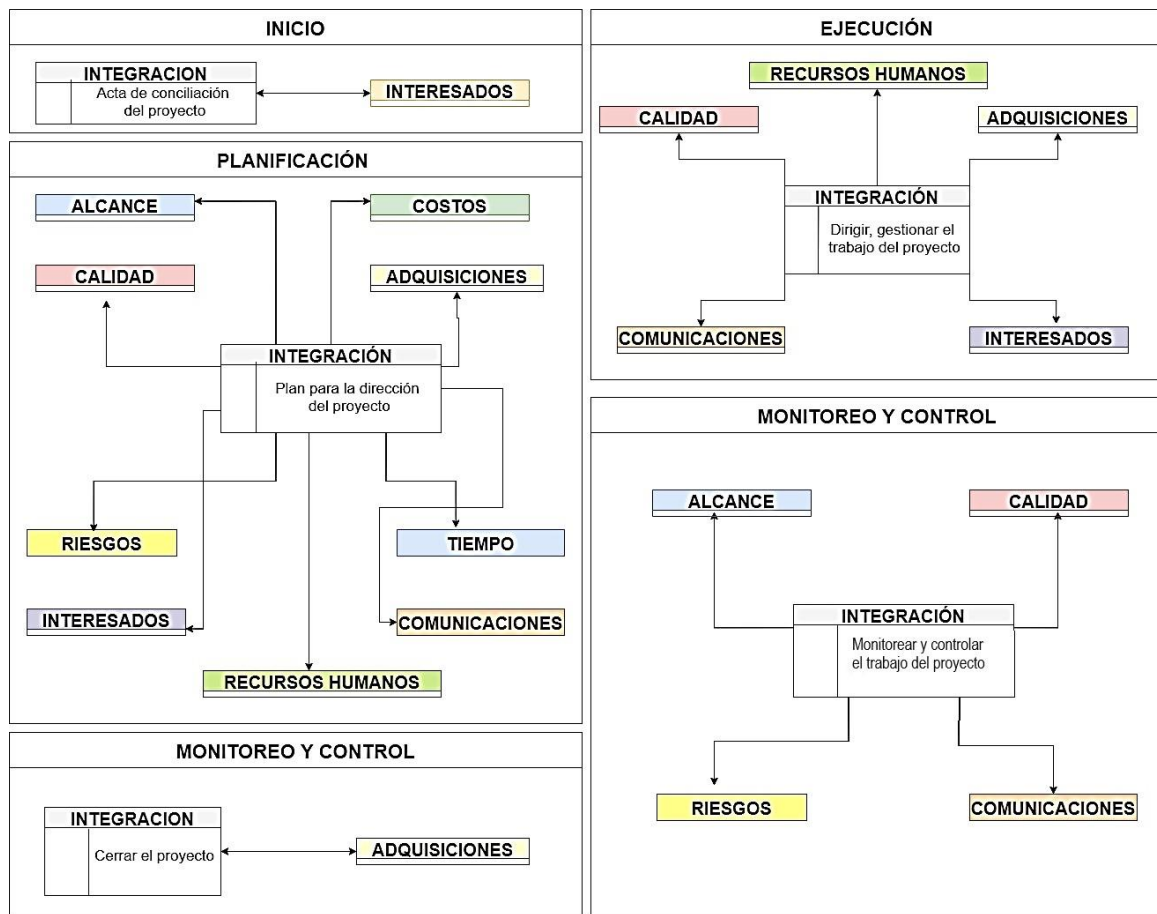 INICIO
INTEGRACION
Acta de conciliación
del proyecto
INTERESADOS
PLANIFICACIÓN
ALCANCE
COSTOS
CALIDAD
ADQUISICIONES
INTEGRACIÓN
Plan para la dirección
del proyecto
RIESGOS
TIEMPO
INTERESADOS
COMUNICACIONES
RECURSOS HUMANOS
MONITOREO Y CONTROL
INTEGRACION
Cerrar el proyecto
ADQUISICIONES
EJECUCIÓN
RECURSOS HUMANOS
CALIDAD
ADQUISICIONES
INTEGRACIÓN
Dirigir, gestionar el
trabajo del proyecto
COMUNICACIONES
INTERESADOS
MONITOREO Y CONTROL
ALCANCE
CALIDAD
INTEGRACIÓN
Monitorear y controlar
el trabajo del proyecto
RIESGOS
COMUNICACIONES